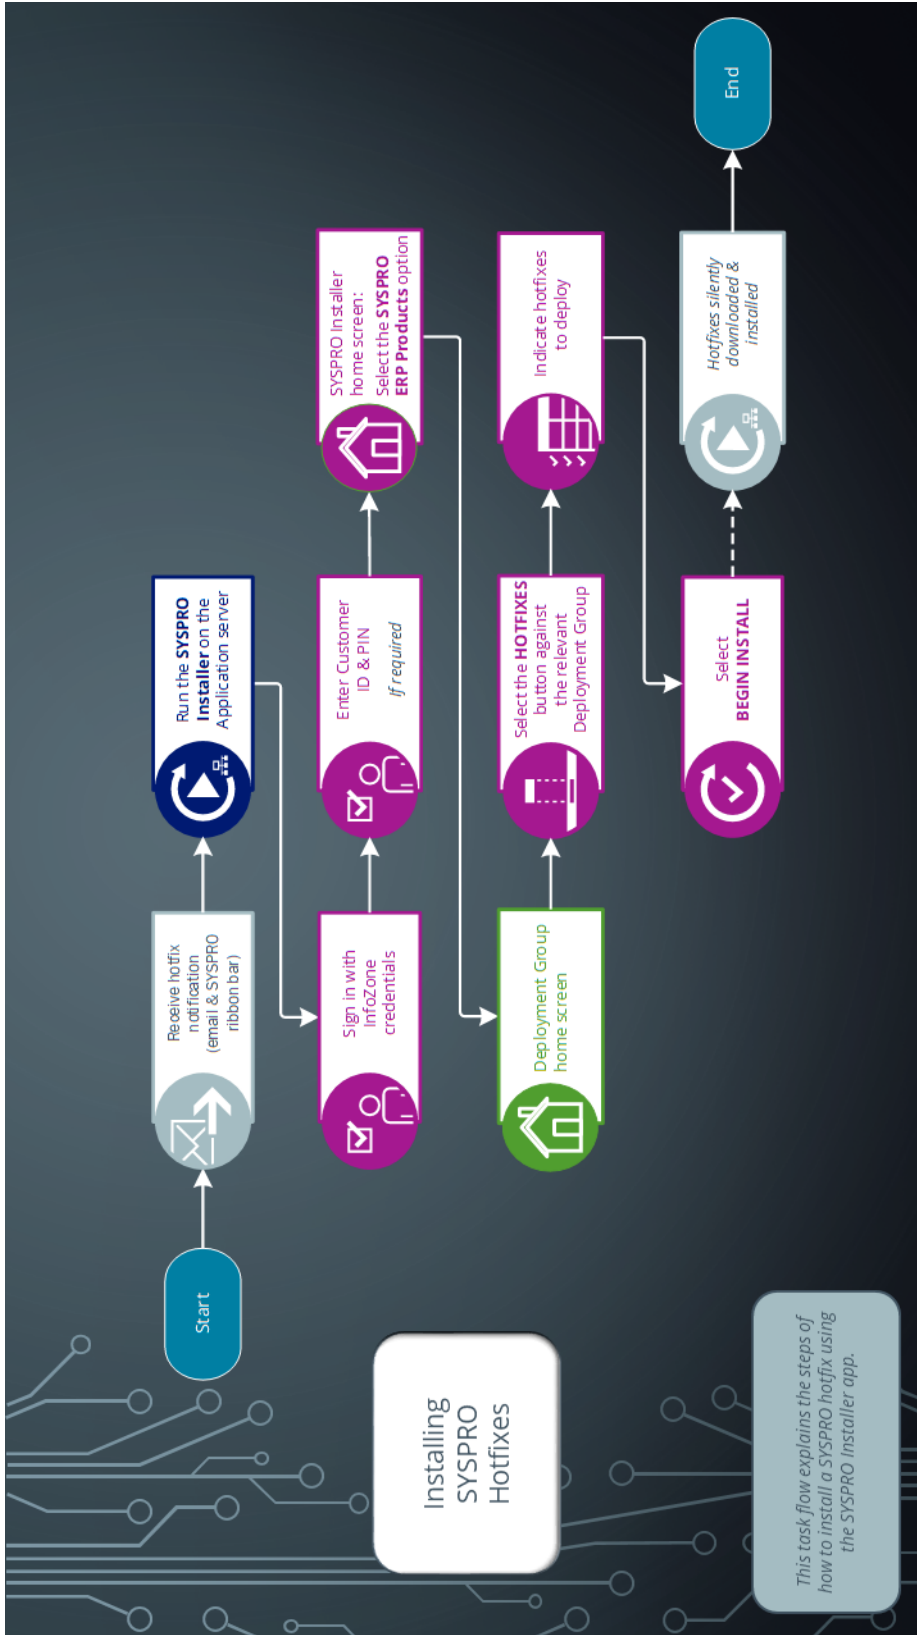 Installing
SYSPRO
Hotfixes
This task flow explains the steps of
how to install a SYSPRO hotfix using
the SYSPRO Installer app.
Start
Receive hotfix
notification
(email & SYSPRO
ribbon bar)
Run the SYSPRO
Installer on the
Application server
Sign in with
InfoZone
credentials
Enter Customer
ID & PIN
If required
SYSPRO Installer
home screen:
Select the SYSPRO
ERP Products option
Deployment Group
home screen
Select the HOTFIXES
button against
the relevant
Deployment Group
Indicate hotfixes
to deploy
Select
BEGIN INSTALL
Hotfixes silently
downloaded &
installed
End